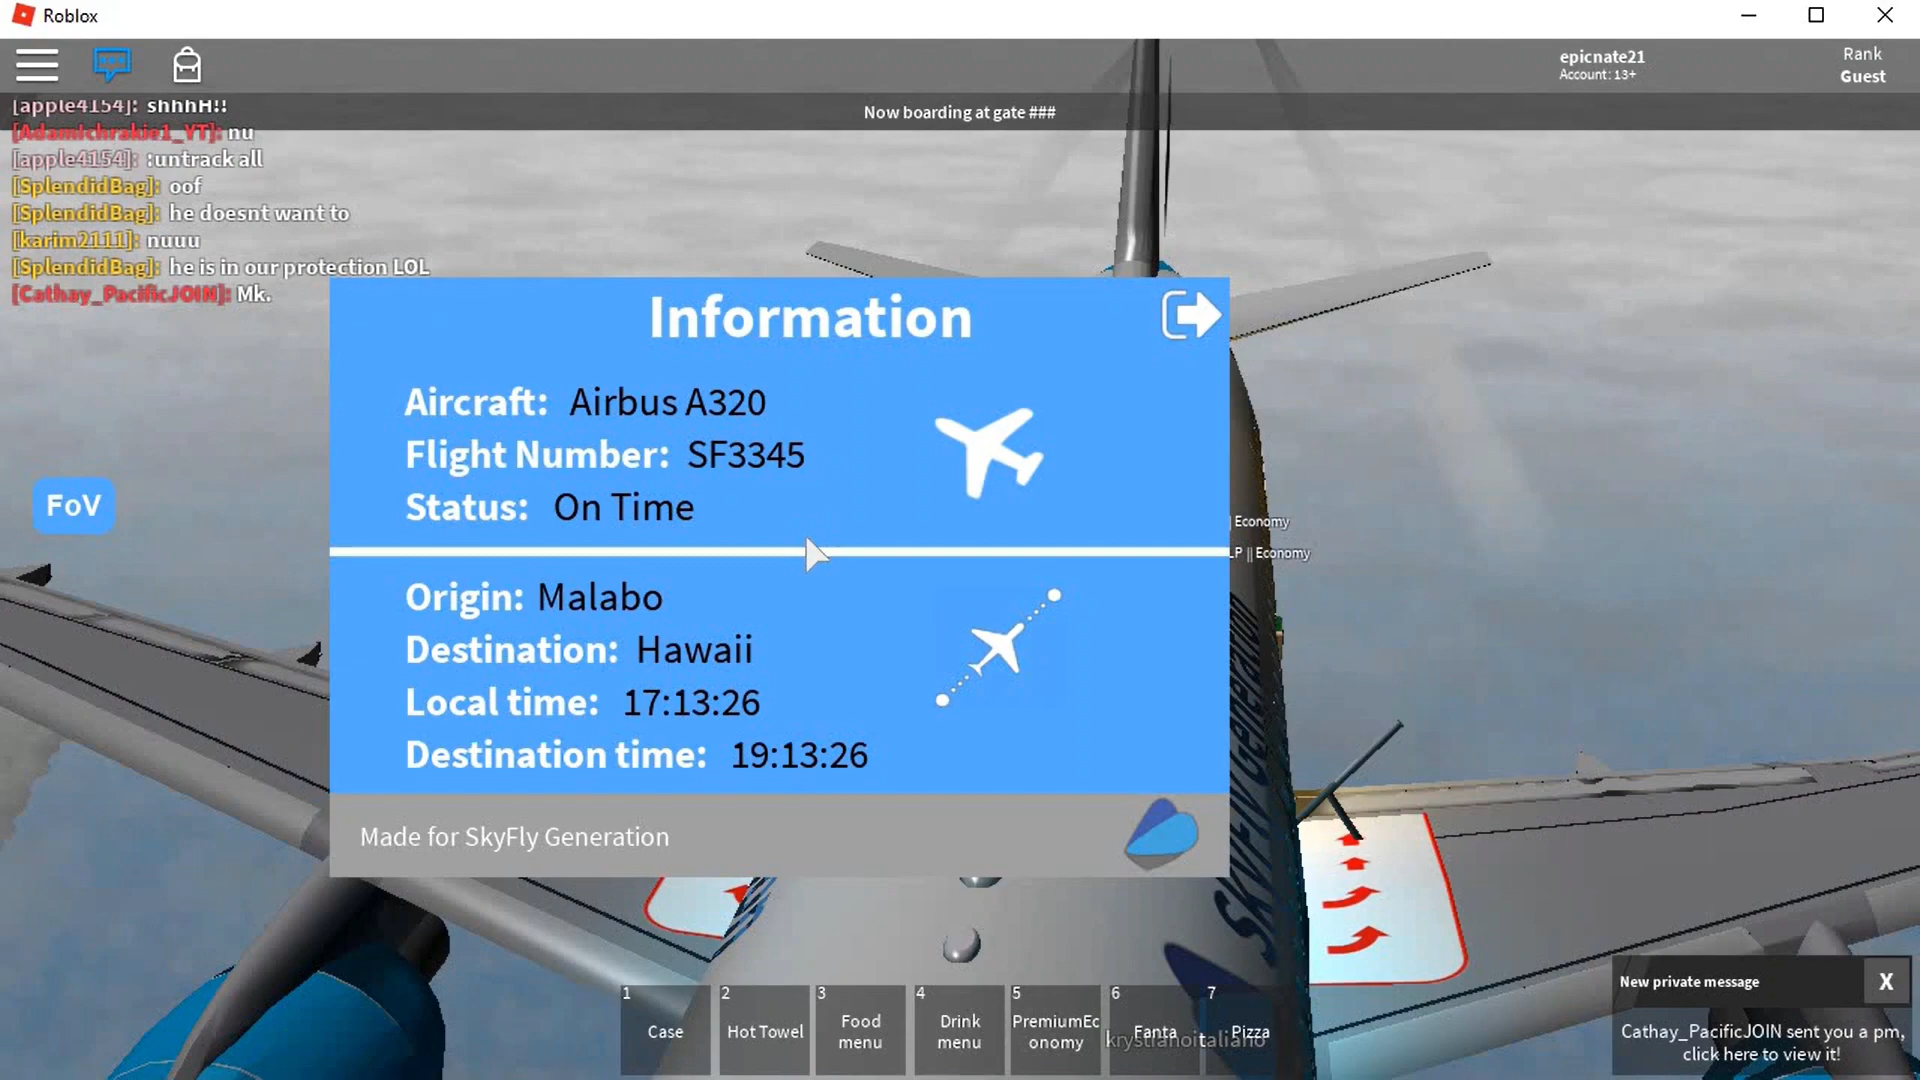 Roblox
epicnate21
Account: 13+
Rank
Guest
Now boarding at gate ###
[apple4154]: shhhH!!
[Adamichrakie1_YT]: nu
[apple4154]: :untrack all
[SplendidBag]: oof
[SplendidBag]: he doesnt want to
[karim2111]: nuuu
[SplendidBag]: he is in our protection LOL
[Cathay_PacificJOIN]: Mk.
Information
Aircraft: Airbus A320
Flight Number: SF3345
Status: On Time
FoV
| Economy
LP || Economy
Origin: Malabo
Destination: Hawaii
Local time: 17:13:26
Destination time: 19:13:26
Made for SkyFly Generation
SKYFLY Generation
1 Case
2 Hot Towel
3 Food menu
4 Drink menu
5 PremiumEc
onomy
6 Fanta
7 Pizza
krystianoitaliano
New private message
X
Cathay_PacificJOIN sent you a pm,
click here to view it!